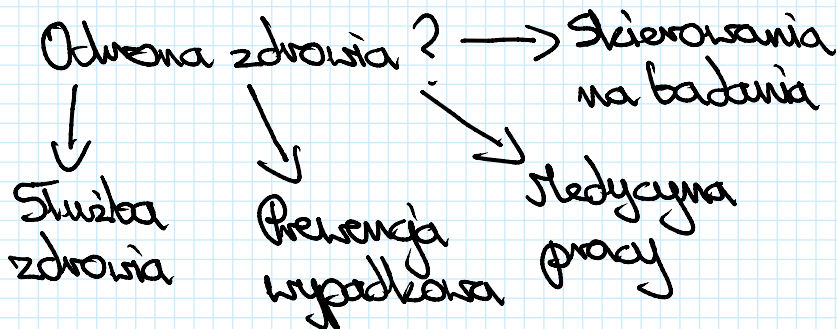 Ochrona zdrowia ?
Skierowania
na badania
Służba
zdrowia
Prewencja
wypadkowa
Medycyna
pracy